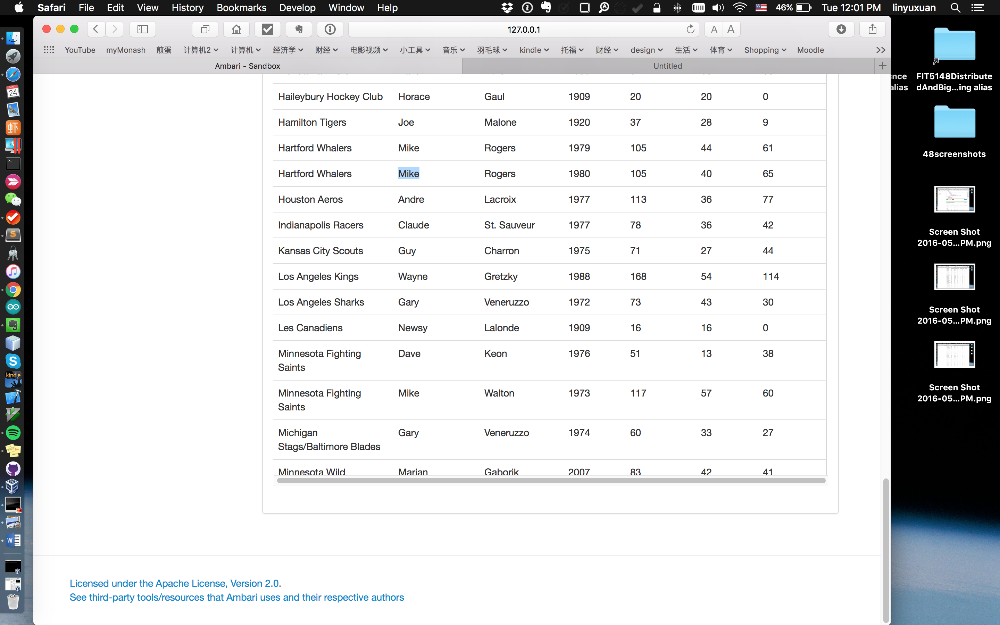 Safari File Edit View History Bookmarks Develop Window Help 46% Tue 12:01 PM linyuxuan
127.0.0.1 A A
YouTube myMonash 煎蛋 计算机2 计算机 经济学 财经 电影视频 小工具 音乐 羽毛球 kindle 托福 财经 design 生活 体育 Shopping Moodle
Ambari - Sandbox Untitled
Haileybury Hockey Club Horace Gaul 1909 20 20 0
Hamilton Tigers Joe Malone 1920 37 28 9
Hartford Whalers Mike Rogers 1979 105 44 61
Hartford Whalers Mike Rogers 1980 105 40 65
Houston Aeros Andre Lacroix 1977 113 36 77
Indianapolis Racers Claude St. Sauveur 1977 78 36 42
Kansas City Scouts Guy Charron 1975 71 27 44
Los Angeles Kings Wayne Gretzky 1988 168 54 114
Los Angeles Sharks Gary Veneruzzo 1972 73 43 30
Les Canadiens Newsy Lalonde 1909 16 16 0
Minnesota Fighting Dave Keon 1976 51 13 38
Saints
Minnesota Fighting Mike Walton 1973 117 57 60
Saints
Michigan Gary Veneruzzo 1974 60 33 27
Stags/Baltimore Blades
Minnesota Wild Marian Gaborik 2007 83 42 41
Licensed under the Apache License, Version 2.0.
See third-party tools/resources that Ambari uses and their respective authors
nce FIT5148Distribute
alias dAndBig...ing alias
48screenshots
Screen Shot
2016-05...PM.png
Screen Shot
2016-05...PM.png
Screen Shot
2016-05...PM.png
MAY
24
虾
S
S
kindle
W